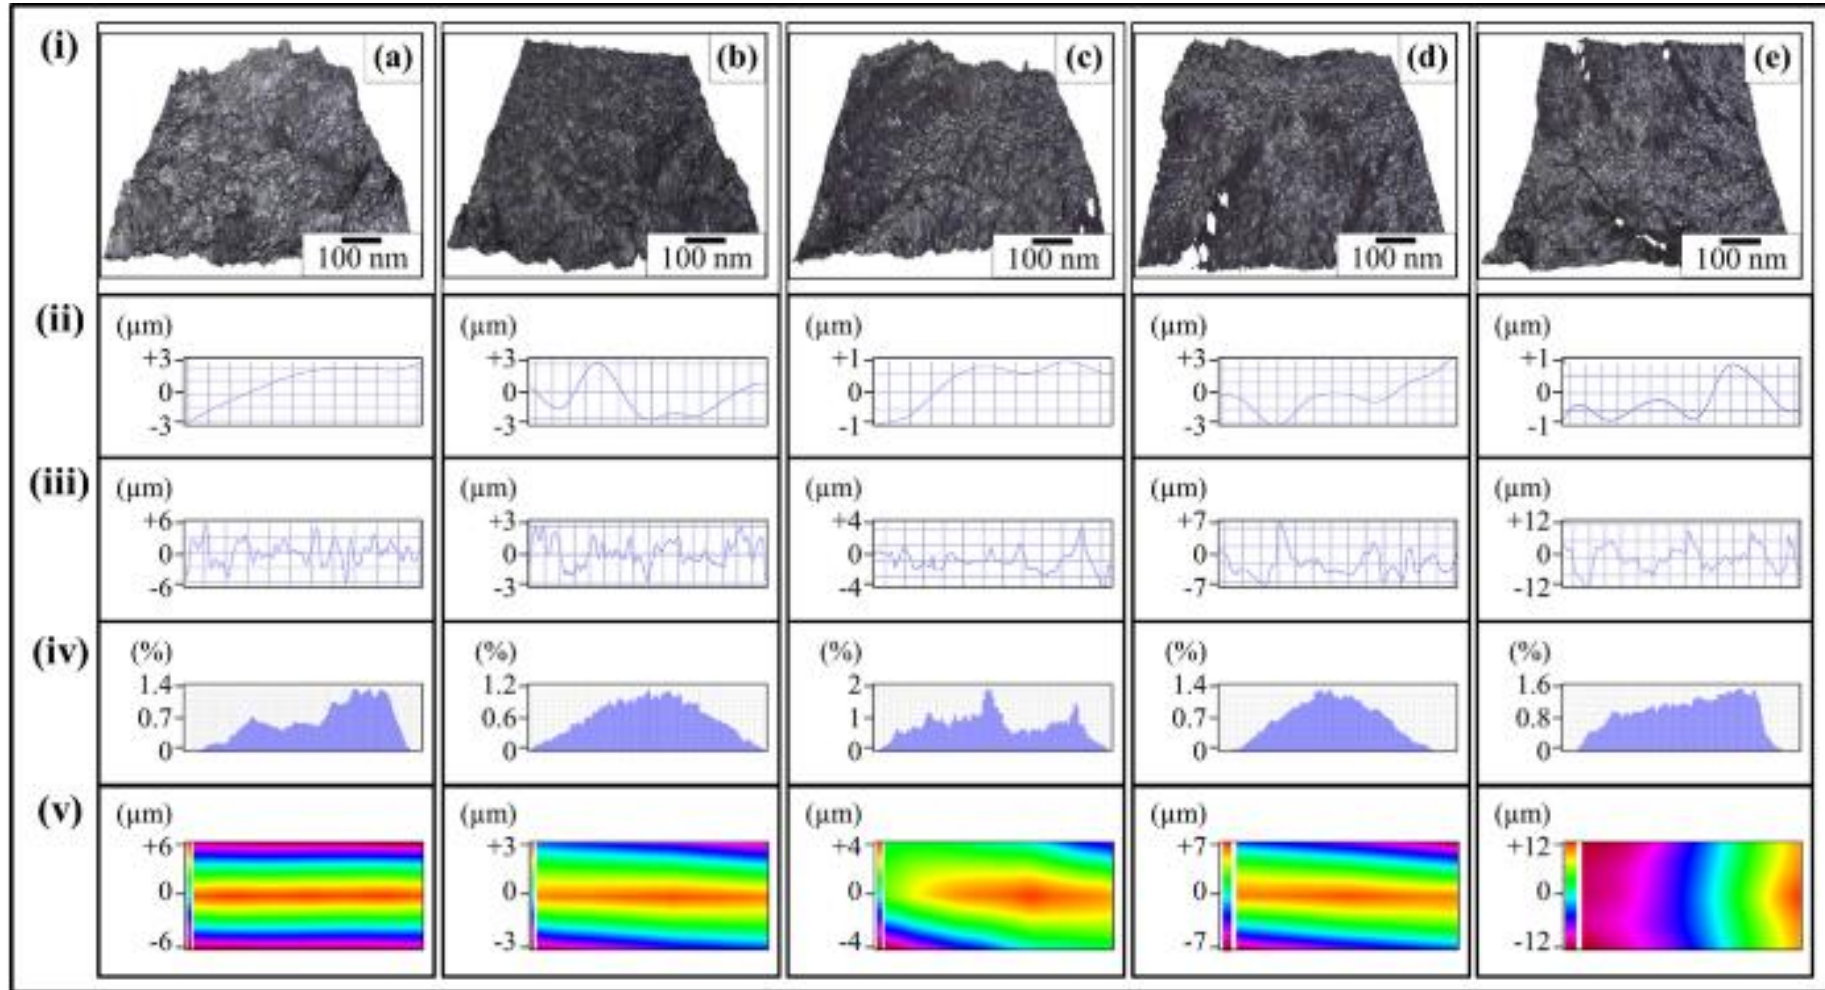 (i) (a) (b) (c) (d) (e)
100 nm 100 nm 100 nm 100 nm 100 nm
(ii) (μm) (μm) (μm) (μm) (μm)
+3 +3 +1 +3 +1
0 0 0 0 0
-3 -3 -1 -3 -1
(iii) (μm) (μm) (μm) (μm) (μm)
+6 +3 +4 +7 +12
0 0 0 0 0
-6 -3 -4 -7 -12
(iv) (%) (%) (%) (%) (%)
1.4 1.2 2 1.4 1.6
0.7 0.6 1 0.7 0.8
0 0 0 0 0
(v) (μm) (μm) (μm) (μm) (μm)
+6 +3 +4 +7 +12
0 0 0 0 0
-6 -3 -4 -7 -12